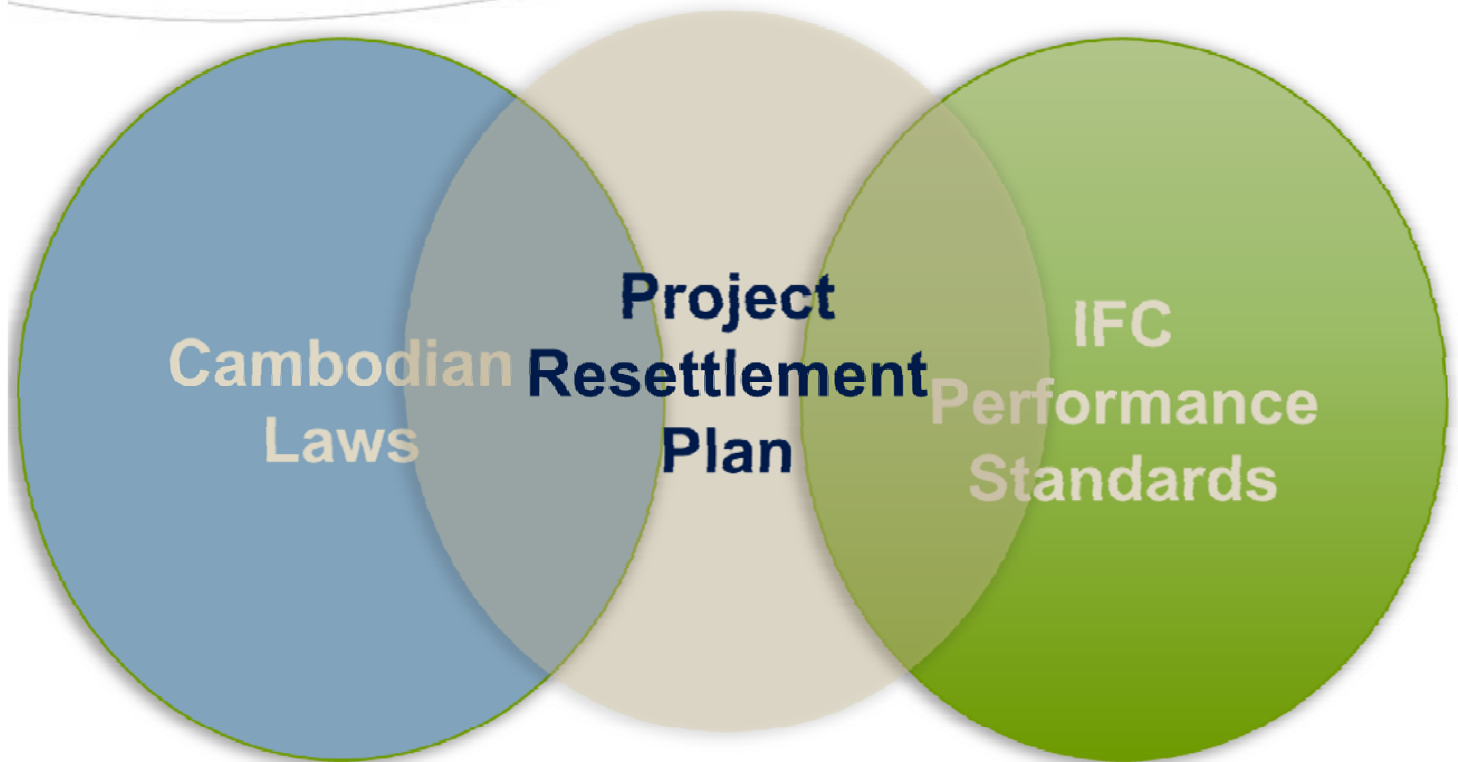 Cambodian
Laws
Project
Resettlement
Plan
IFC
Performance
Standards